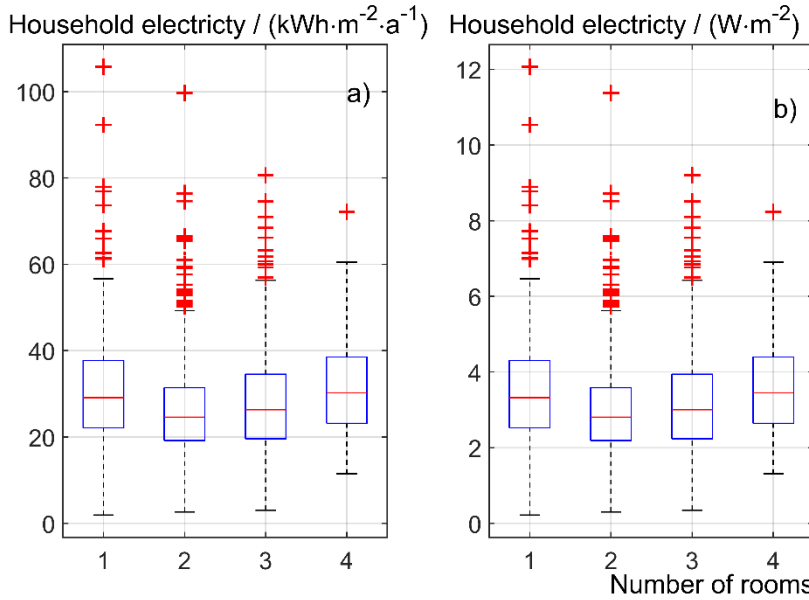 Household electricty / (kWh·m⁻²·a⁻¹)
a)
100
80
60
40
20
0
1 2 3 4
Household electricty / (W·m⁻²)
b)
12
10
8
6
4
2
0
1 2 3 4
Number of rooms